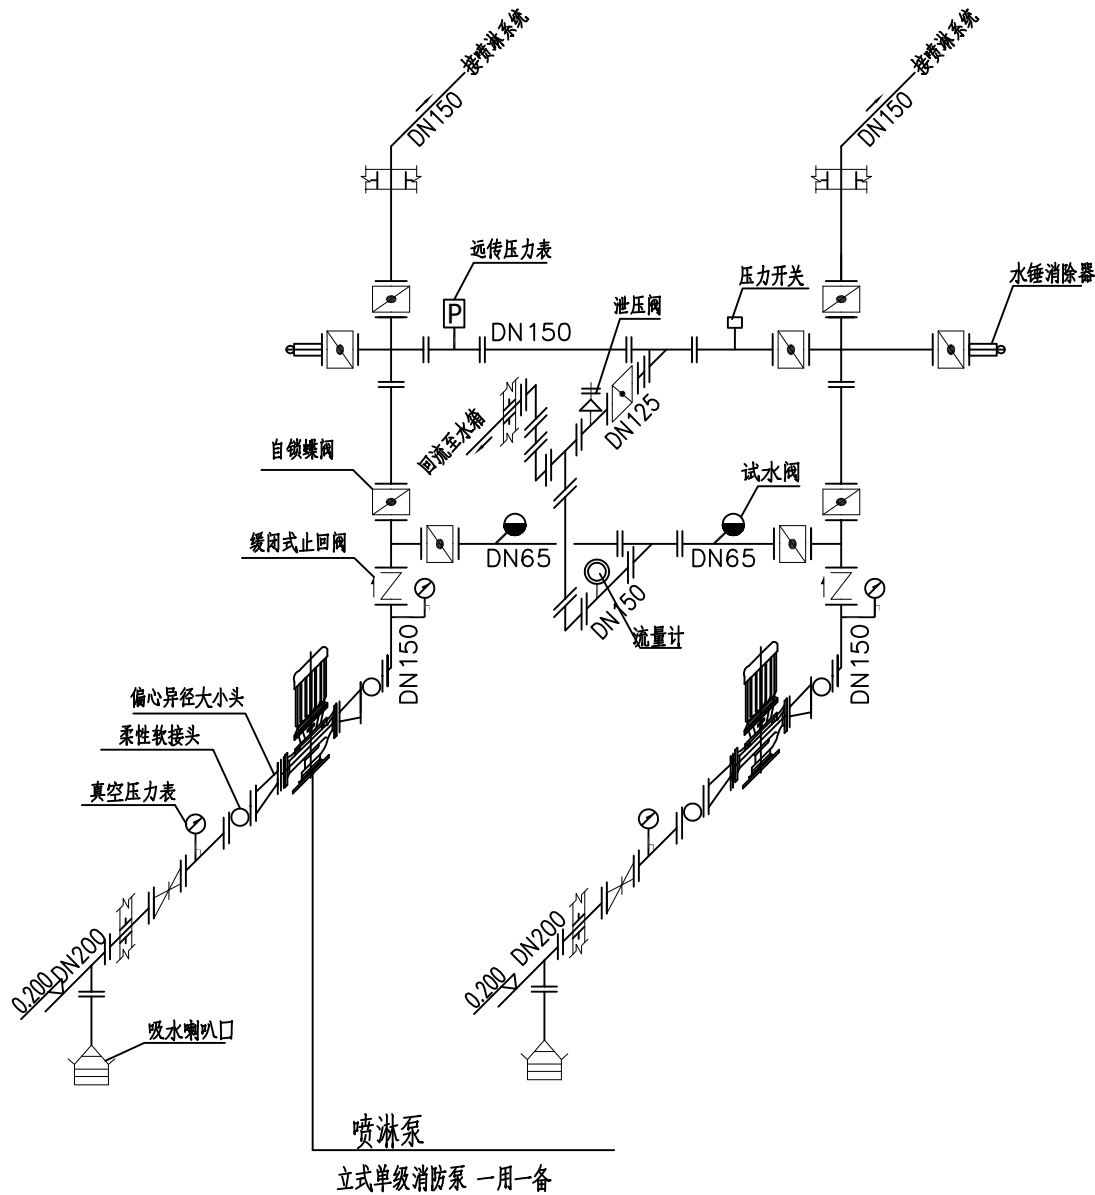 接喷淋系统
接喷淋系统
DN150
DN150
远传压力表
压力开关
水锤消除器
泄压阀
P
DN150
DN125
回流至水箱
自锁蝶阀
试水阀
缓闭式止回阀
DN65
DN65
DN150
流量计
DN150
DN150
偏心异径大小头
柔性软接头
真空压力表
DN200
0.200
DN200
0.200
吸水喇叭口
喷淋泵
立式单级消防泵 一用一备